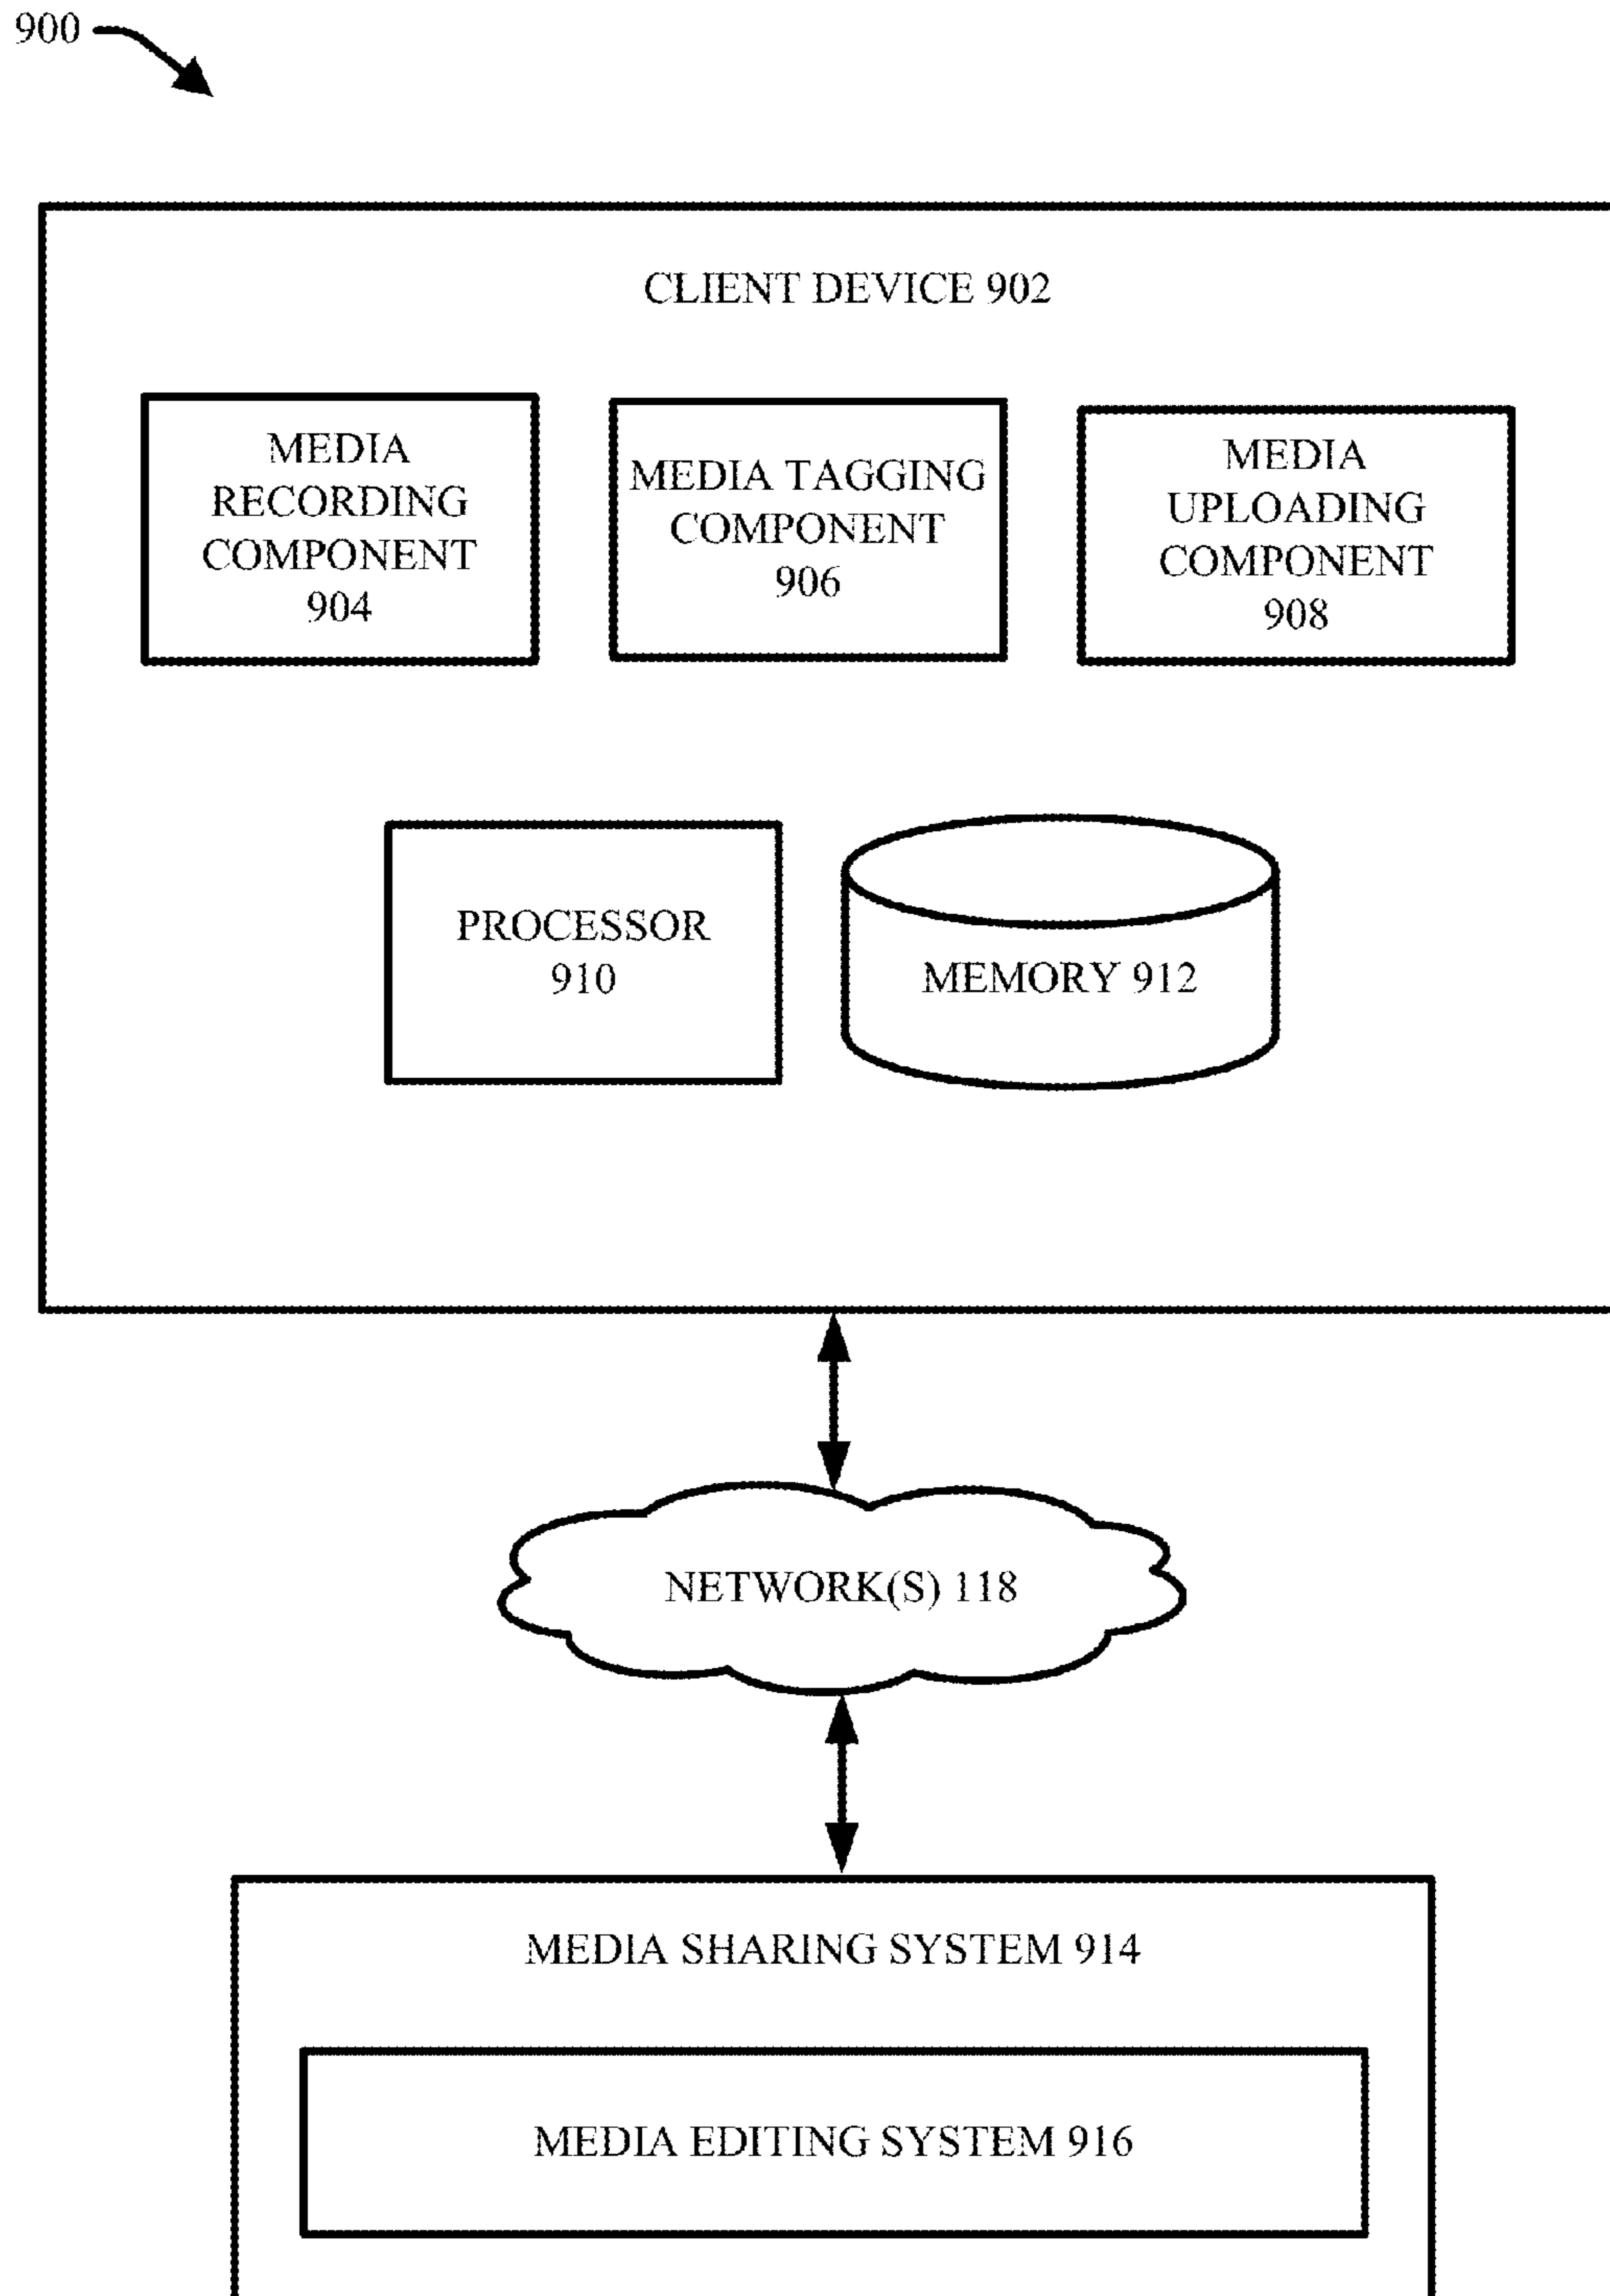 900
CLIENT DEVICE 902
MEDIA
RECORDING
COMPONENT
904
MEDIA TAGGING
COMPONENT
906
MEDIA
UPLOADING
COMPONENT
908
PROCESSOR
910
MEMORY 912
NETWORK(S) 118
MEDIA SHARING SYSTEM 914
MEDIA EDITING SYSTEM 916